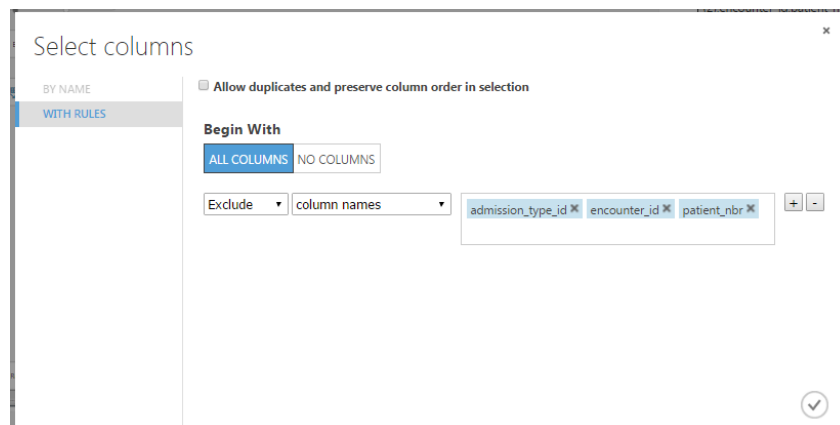 Select columns
×
BY NAME
WITH RULES
Allow duplicates and preserve column order in selection
Begin With
ALL COLUMNS NO COLUMNS
Exclude column names admission_type_id × encounter_id × patient_nbr × + -